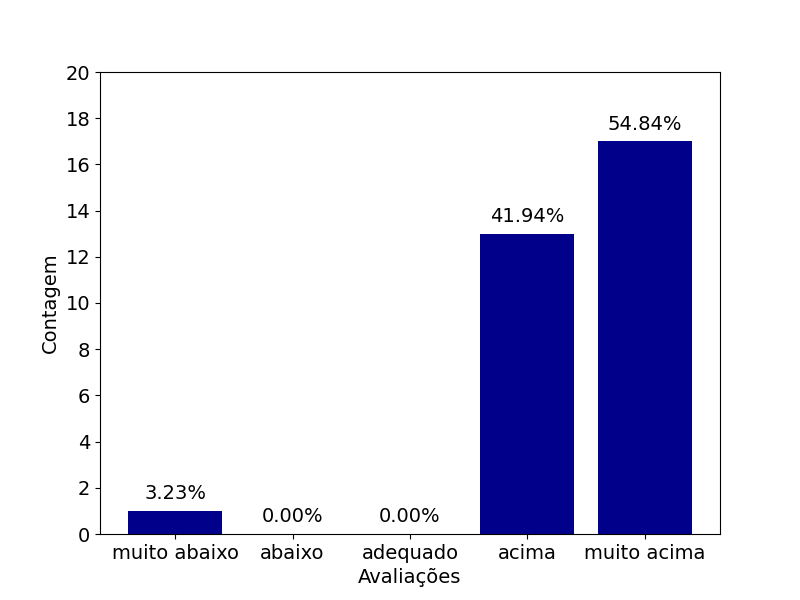 20
18
16
14
12
10
8
6
4
2
0
Contagem
3.23%
0.00%
0.00%
41.94%
54.84%
muito abaixo
abaixo
adequado
acima
muito acima
Avaliações